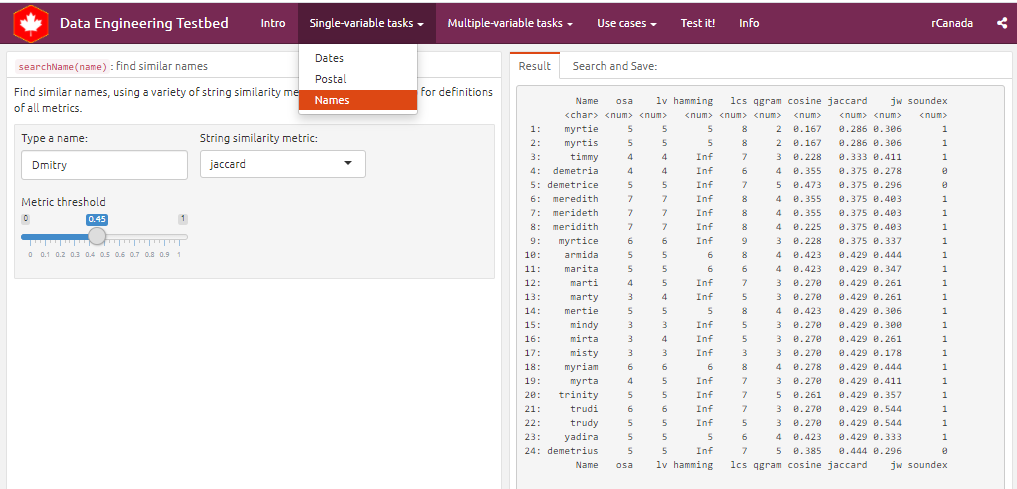 Data Engineering Testbed Intro Single-variable tasks Multiple-variable tasks Use cases Test it! Info rCanada
Dates
Postal
Names
searchName(name) : find similar names
Find similar names, using a variety of string similarity me for definitions
of all metrics.
Type a name: String similarity metric:
Dmitry jaccard
Metric threshold
0 0.45 1
0 0.1 0.2 0.3 0.4 0.5 0.6 0.7 0.8 0.9 1
Result Search and Save:
Name osa lv hamming lcs qgram cosine jaccard jw soundex
<char> <num> <num> <num> <num> <num> <num> <num> <num> <num>
1: myrtie 5 5 5 8 2 0.167 0.286 0.306 1
2: myrtis 5 5 5 8 2 0.167 0.286 0.306 1
3: timmy 4 4 Inf 7 3 0.228 0.333 0.411 1
4: demetria 4 4 Inf 6 4 0.355 0.375 0.278 0
5: demetrice 5 5 Inf 7 5 0.473 0.375 0.296 0
6: meredith 7 7 Inf 8 4 0.355 0.375 0.403 1
7: merideth 7 7 Inf 8 4 0.355 0.375 0.403 1
8: meridith 7 7 Inf 8 4 0.225 0.375 0.403 1
9: myrtice 6 6 Inf 9 3 0.228 0.375 0.337 1
10: armida 5 5 6 8 4 0.423 0.429 0.444 1
11: marita 5 5 6 6 4 0.423 0.429 0.347 1
12: marti 4 5 Inf 7 3 0.270 0.429 0.261 1
13: marty 3 4 Inf 5 3 0.270 0.429 0.261 1
14: mertie 5 5 5 8 4 0.423 0.429 0.306 1
15: mindy 3 3 Inf 5 3 0.270 0.429 0.300 1
16: mirta 3 4 Inf 5 3 0.270 0.429 0.261 1
17: misty 3 3 Inf 3 3 0.270 0.429 0.178 1
18: myriam 6 6 6 8 4 0.278 0.429 0.444 1
19: myrta 4 5 Inf 7 3 0.270 0.429 0.411 1
20: trinity 5 5 Inf 7 5 0.261 0.429 0.357 1
21: trudi 6 6 Inf 7 3 0.270 0.429 0.544 1
22: trudy 5 5 Inf 5 3 0.270 0.429 0.544 1
23: yadira 5 5 5 6 4 0.423 0.429 0.333 1
24: demetrius 5 5 Inf 7 5 0.385 0.444 0.296 0
Name osa lv hamming lcs qgram cosine jaccard jw soundex